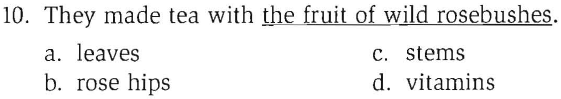 10. They made tea with the fruit of wild rosebushes.
a. leaves c. stems
b. rose hips d. vitamins